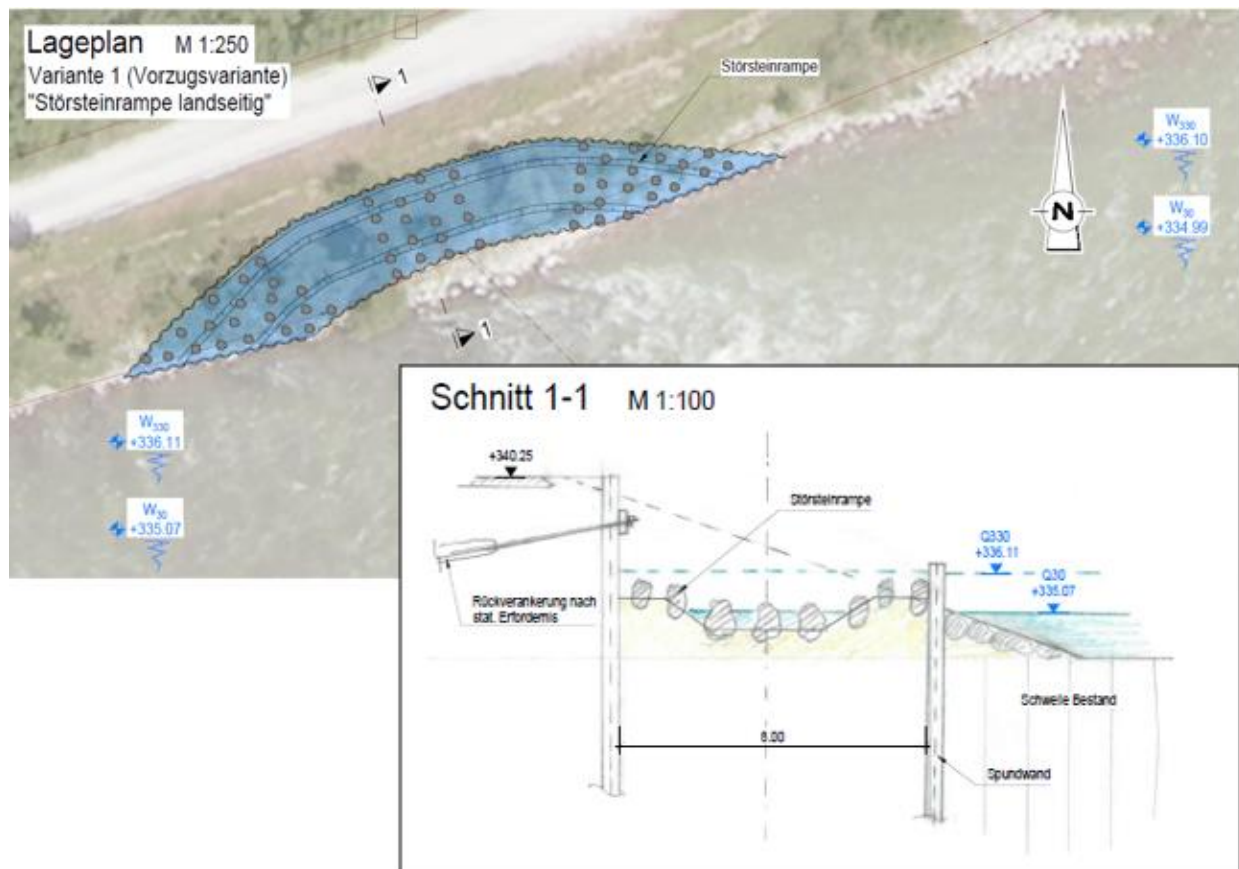 Lageplan M 1:250
Variante 1 (Vorzugsvariante)
"Störsteinrampe landseitig"
1
Störsteinrampe
W330
+336.10
N
W30
+334.99
1
W330
+336.11
W30
+335.07
Schnitt 1-1 M 1:100
+340.25
Störsteinrampe
Q330
+336.11
Q30
+335.07
Rückverankerung nach
stat. Erfordernis
Schwelle Bestand
8.00
Spundwand